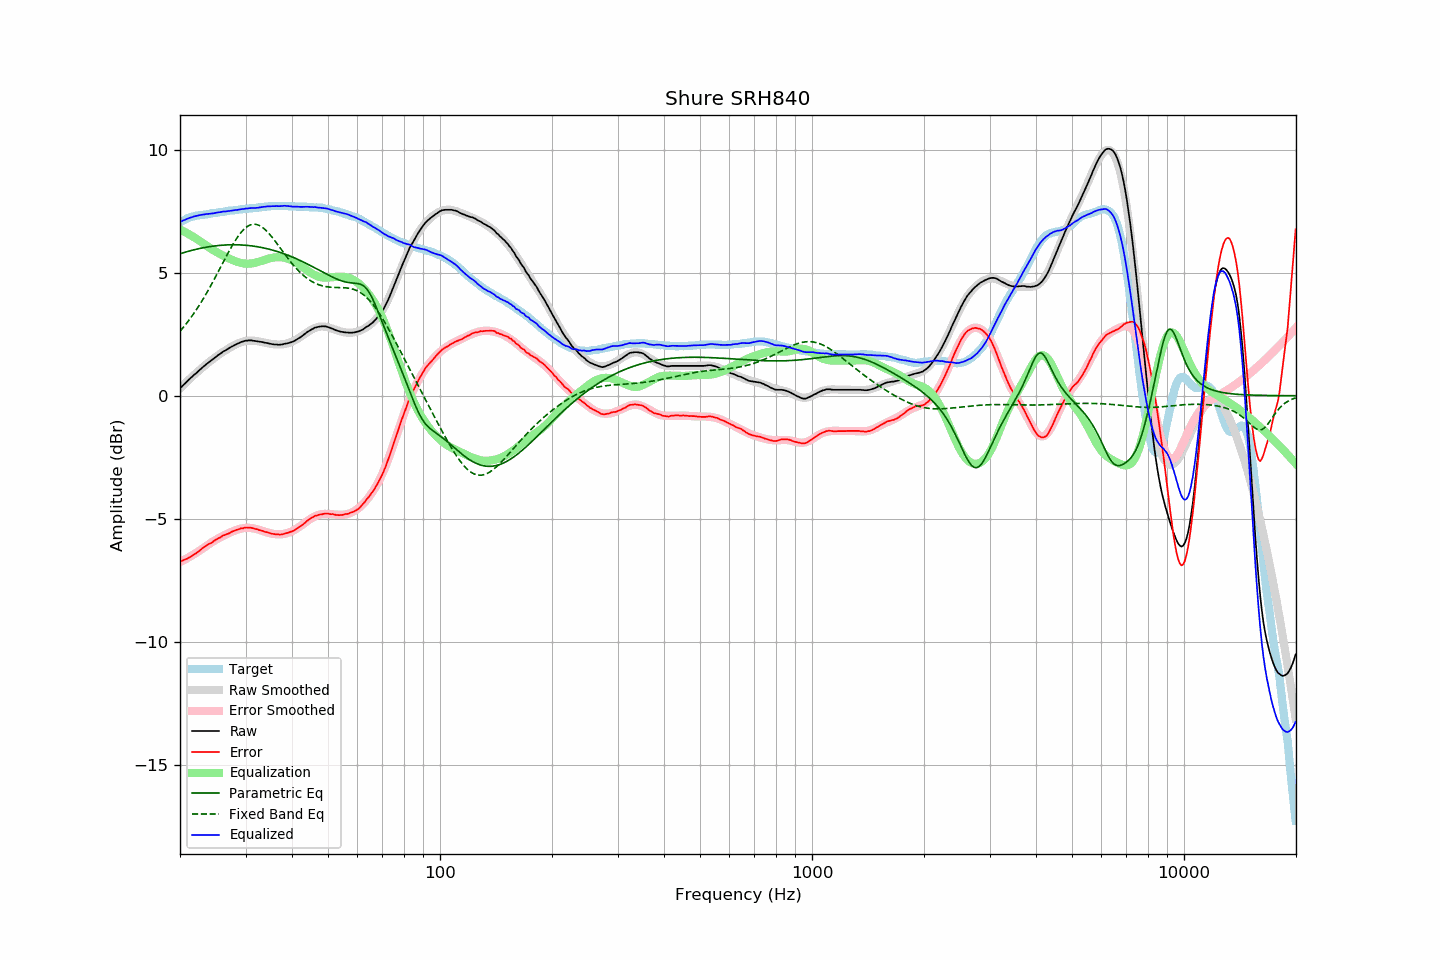 Shure SRH840
Amplitude (dBr)
10
5
0
−5
−10
−15
Target
Raw Smoothed
Error Smoothed
Raw
Error
Equalization
Parametric Eq
Fixed Band Eq
Equalized
100
1000
10000
Frequency (Hz)